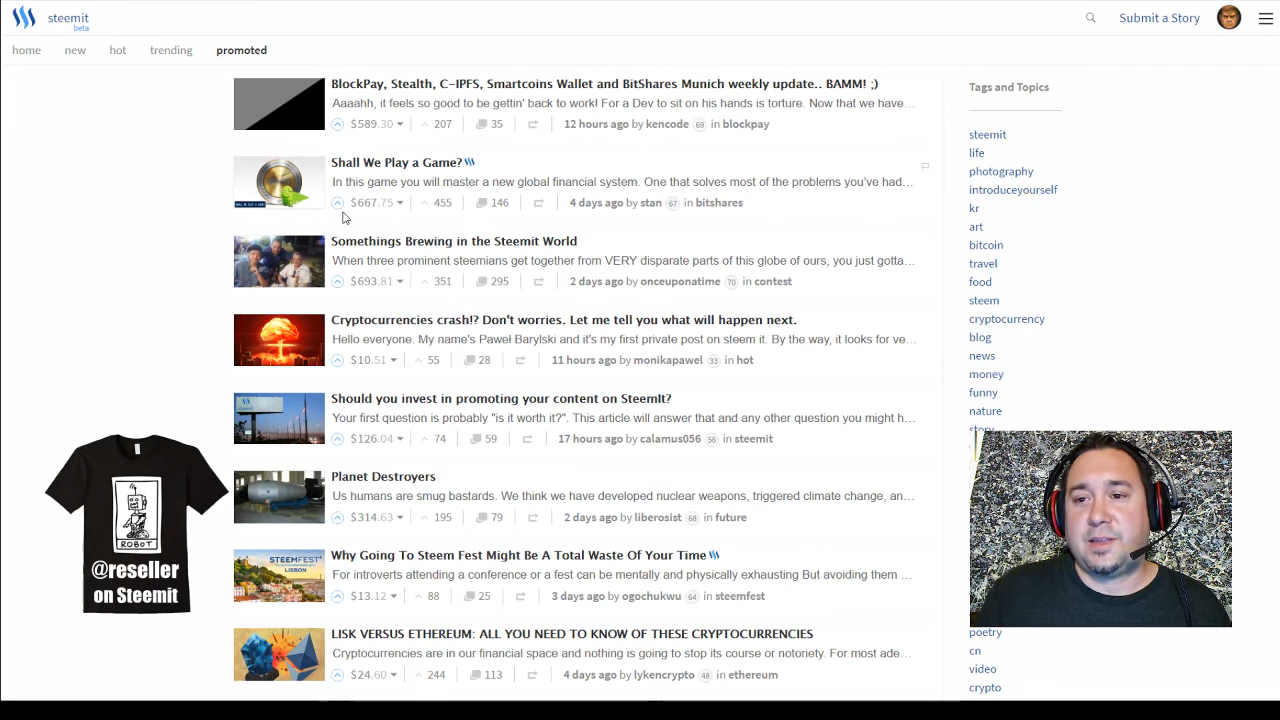 steemit
beta
Submit a Story
home new hot trending promoted
BlockPay, Stealth, C-IPFS, Smartcoins Wallet and BitShares Munich weekly update.. BAMM! ;)
Aaaahh, it feels so good to be gettin' back to work! For a Dev to sit on his hands is torture. Now that we have…
$589.30 207 35 12 hours ago by kencode 69 in blockpay
Shall We Play a Game?
In this game you will master a new global financial system. One that solves most of the problems you've had…
$667.75 455 146 4 days ago by stan 67 in bitshares
SHALL WE PLAY A GAME?
Somethings Brewing in the Steemit World
When three prominent steemians get together from VERY disparate parts of this globe of ours, you just gotta…
$693.81 351 295 2 days ago by onceuponatime 70 in contest
Cryptocurrencies crash!? Don't worries. Let me tell you what will happen next.
Hello everyone. My name's Paweł Barylski and it's my first private post on steem it. By the way, it looks for ve…
$10.51 55 28 11 hours ago by monikapawel 33 in hot
Should you invest in promoting your content on SteemIt?
Your first question is probably "is it worth it?". This article will answer that and any other question you might h…
$126.04 74 59 17 hours ago by calamus056 56 in steemit
Planet Destroyers
Us humans are smug bastards. We think we have developed nuclear weapons, triggered climate change, an…
$314.63 195 79 2 days ago by liberosist 68 in future
Why Going To Steem Fest Might Be A Total Waste Of Your Time
For introverts attending a conference or a fest can be mentally and physically exhausting But avoiding them …
$13.12 88 25 3 days ago by ogochukwu 64 in steemfest
STEEMFEST²
LISBON
LISK VERSUS ETHEREUM: ALL YOU NEED TO KNOW OF THESE CRYPTOCURRENCIES
Cryptocurrencies are in our financial space and nothing is going to stop its course or notoriety. For most ade…
$24.60 244 113 4 days ago by lykencrypto 48 in ethereum
Tags and Topics
steemit
life
photography
introduceyourself
kr
art
bitcoin
travel
food
steem
cryptocurrency
blog
news
money
funny
nature
story
poetry
cn
video
crypto
ROBOT
@reseller
on Steemit